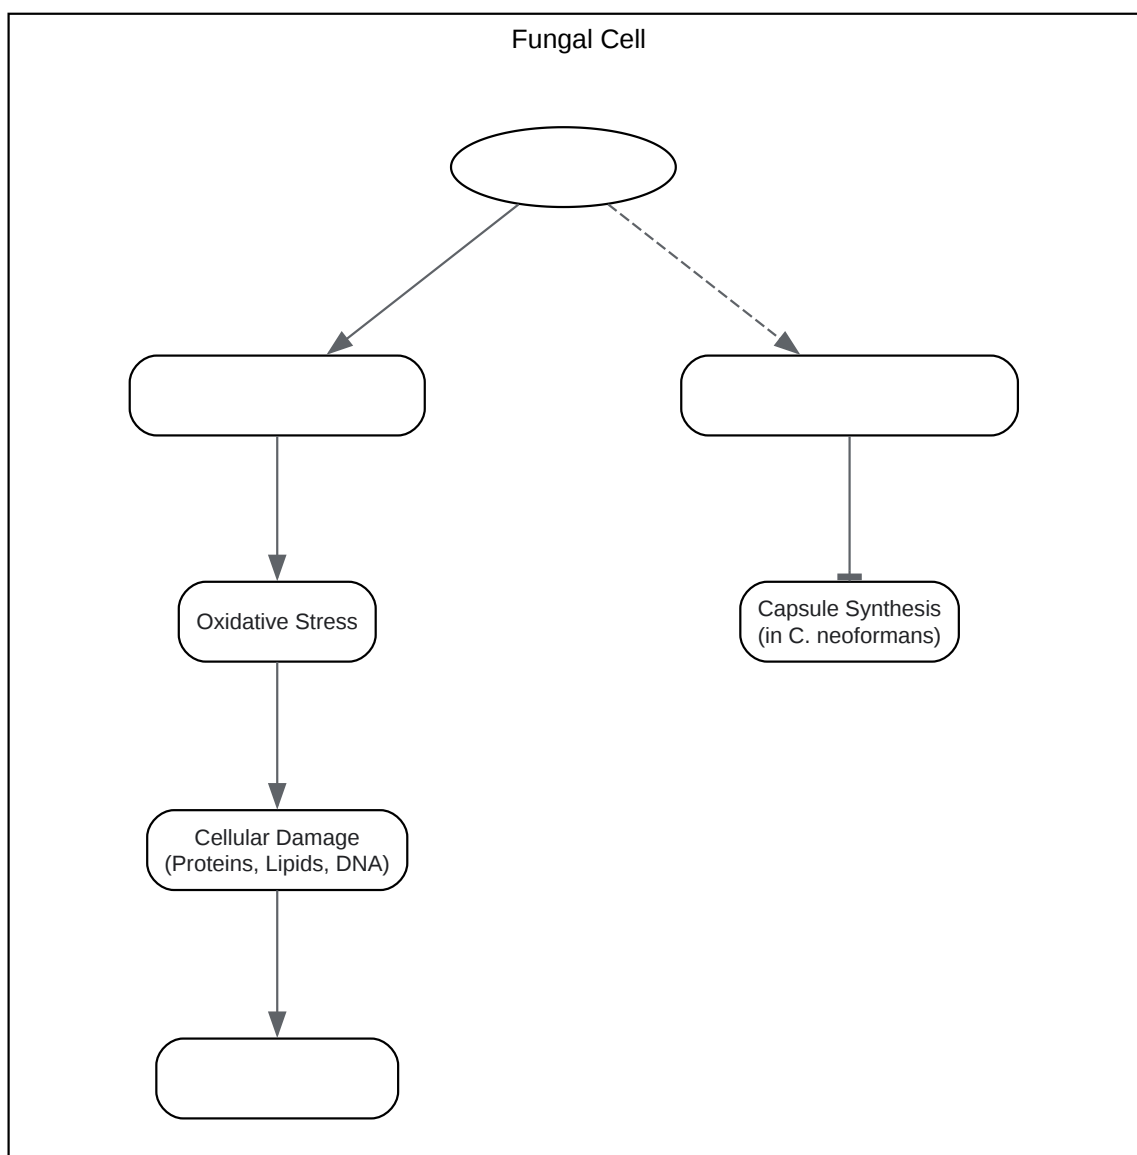 Fungal Cell
Oxidative Stress
Capsule Synthesis
(in C. neoformans)
Cellular Damage
(Proteins, Lipids, DNA)